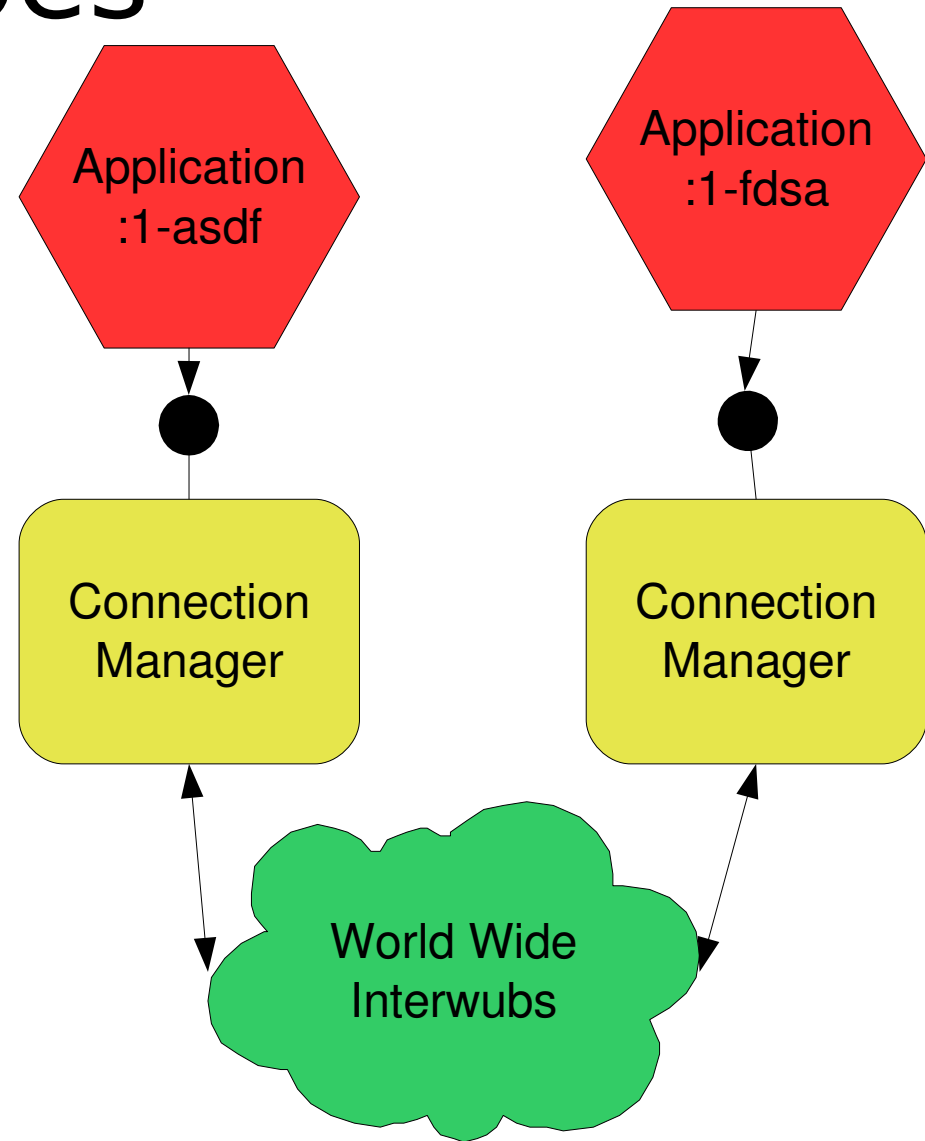 Application
:1-asdf
Application
:1-fdsa
Connection
Manager
Connection
Manager
World Wide
Interwubs